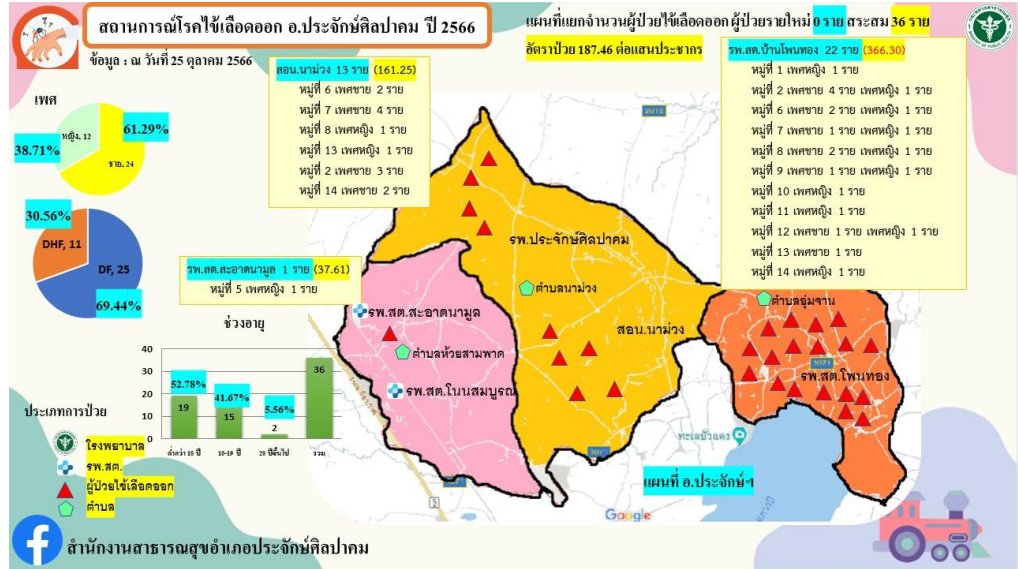 สถานการณ์โรคไข้เลือดออก อ.ประจักษ์ศิลปาคม ปี 2566
ข้อมูล : ณ วันที่ 25 ตุลาคม 2566
แผนที่แยกจำนวนผู้ป่วยไข้เลือดออก ผู้ป่วยรายใหม่ 0 ราย สะสม 36 ราย
อัตราป่วย 187.46 ต่อแสนประชากร
สอน.นาม่วง 13 ราย (161.25)
หมู่ที่ 6 เพศชาย 2 ราย
หมู่ที่ 7 เพศชาย 4 ราย
หมู่ที่ 8 เพศหญิง 1 ราย
หมู่ที่ 13 เพศหญิง 1 ราย
หมู่ที่ 2 เพศชาย 3 ราย
หมู่ที่ 14 เพศชาย 2 ราย
รพ.สต.บ้านโพนทอง 22 ราย (366.30)
หมู่ที่ 1 เพศหญิง 1 ราย
หมู่ที่ 2 เพศชาย 4 ราย เพศหญิง 1 ราย
หมู่ที่ 6 เพศชาย 2 ราย เพศหญิง 1 ราย
หมู่ที่ 7 เพศชาย 1 ราย เพศหญิง 1 ราย
หมู่ที่ 8 เพศชาย 2 ราย เพศหญิง 1 ราย
หมู่ที่ 9 เพศชาย 1 ราย เพศหญิง 1 ราย
หมู่ที่ 10 เพศหญิง 1 ราย
หมู่ที่ 11 เพศหญิง 1 ราย
หมู่ที่ 12 เพศชาย 1 ราย เพศหญิง 1 ราย
หมู่ที่ 13 เพศชาย 1 ราย
หมู่ที่ 14 เพศหญิง 1 ราย
เพศ
หญิง, 12
61.29%
38.71%
ชาย, 24
30.56%
DHF, 11
DF, 25
69.44%
รพ.สต.สะอาดนามูล 1 ราย (37.61)
หมู่ที่ 5 เพศหญิง 1 ราย
ช่วงอายุ
40
30
20
10
0
52.78%
41.67%
5.56%
19
15
2
36
ต่ำกว่า 10 ปี
10-19 ปี
20 ปีขึ้นไป
รวม
ประเภทการป่วย
โรงพยาบาล
รพ.สต.
ผู้ป่วยไข้เลือดออก
ตำบล
รพ.ประจักษ์ศิลปาคม
ตำบลนาม่วง
สอน.นาม่วง
รพ.สต.สะอาดนามูล
ตำบลห้วยสามพาด
รพ.สต.โนนสมบูรณ์
ตำบลอุ่มจาน
รพ.สต.โพนทอง
ทะเลบัวแดง
แผนที่ อ.ประจักษ์ฯ
Google
สำนักงานสาธารณสุขอำเภอประจักษ์ศิลปาคม